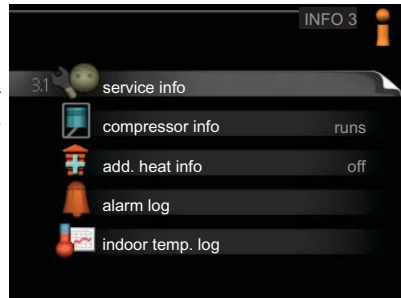 INFO 3
3.1 service info
compressor info runs
add. heat info off
alarm log
indoor temp. log